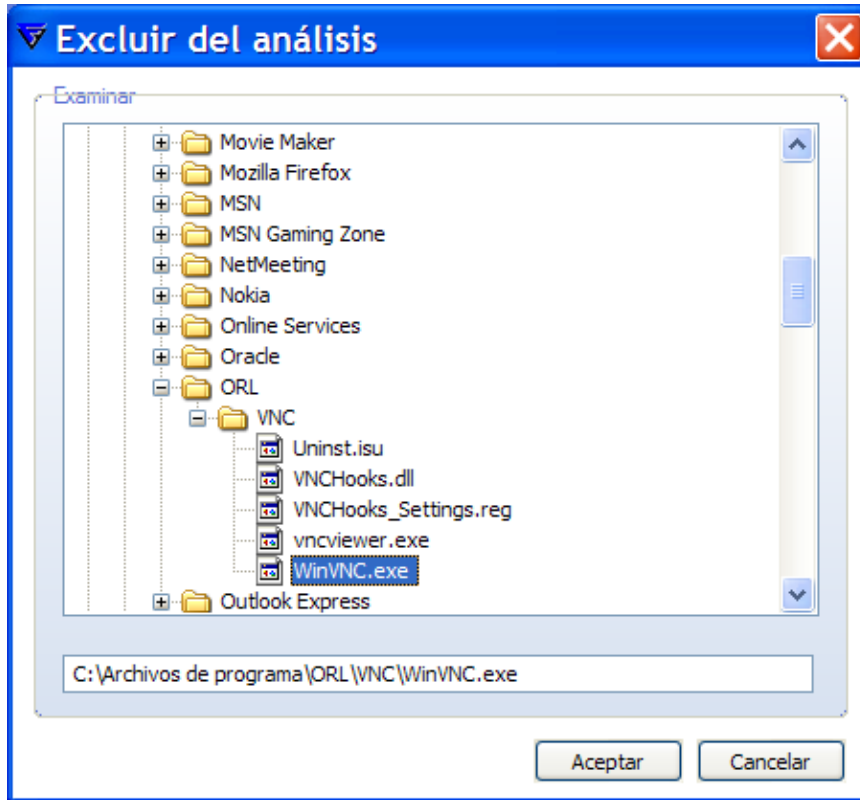 Excluir del análisis
Examinar
Movie Maker
Mozilla Firefox
MSN
MSN Gaming Zone
NetMeeting
Nokia
Online Services
Oracle
ORL
VNC
Uninst.isu
VNCHooks.dll
VNCHooks_Settings.reg
vncviewer.exe
WinVNC.exe
Outlook Express
C:\Archivos de programa\ORL\VNC\WinVNC.exe
Aceptar
Cancelar